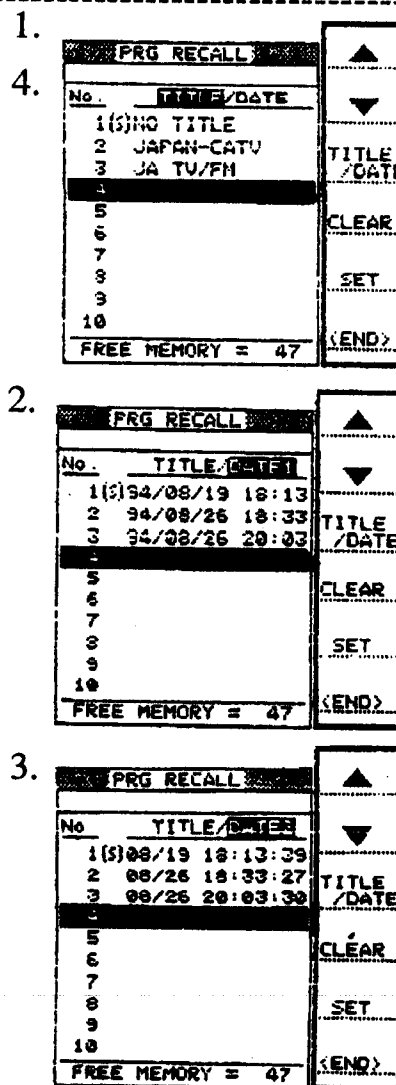 1.
4.
PRG RECALL
No. TITLE/DATE
1(S)NO TITLE
2 JAPAN-CATV
3 JA TV/FM
4
5
6
7
8
9
10
FREE MEMORY = 47
▲
▼
TITLE
/DATE
CLEAR
SET
<END>
2.
PRG RECALL
No. TITLE/DATE1
1(S)94/08/19 18:13
2 94/08/26 18:33
3 94/08/26 20:03
4
5
6
7
8
9
10
FREE MEMORY = 47
▲
▼
TITLE
/DATE
CLEAR
SET
<END>
3.
PRG RECALL
No TITLE/DATE2
1(S)08/19 18:13:39
2 08/26 18:33:27
3 08/26 20:03:30
4
5
6
7
8
9
10
FREE MEMORY = 47
▲
▼
TITLE
/DATE
CLEAR
SET
<END>